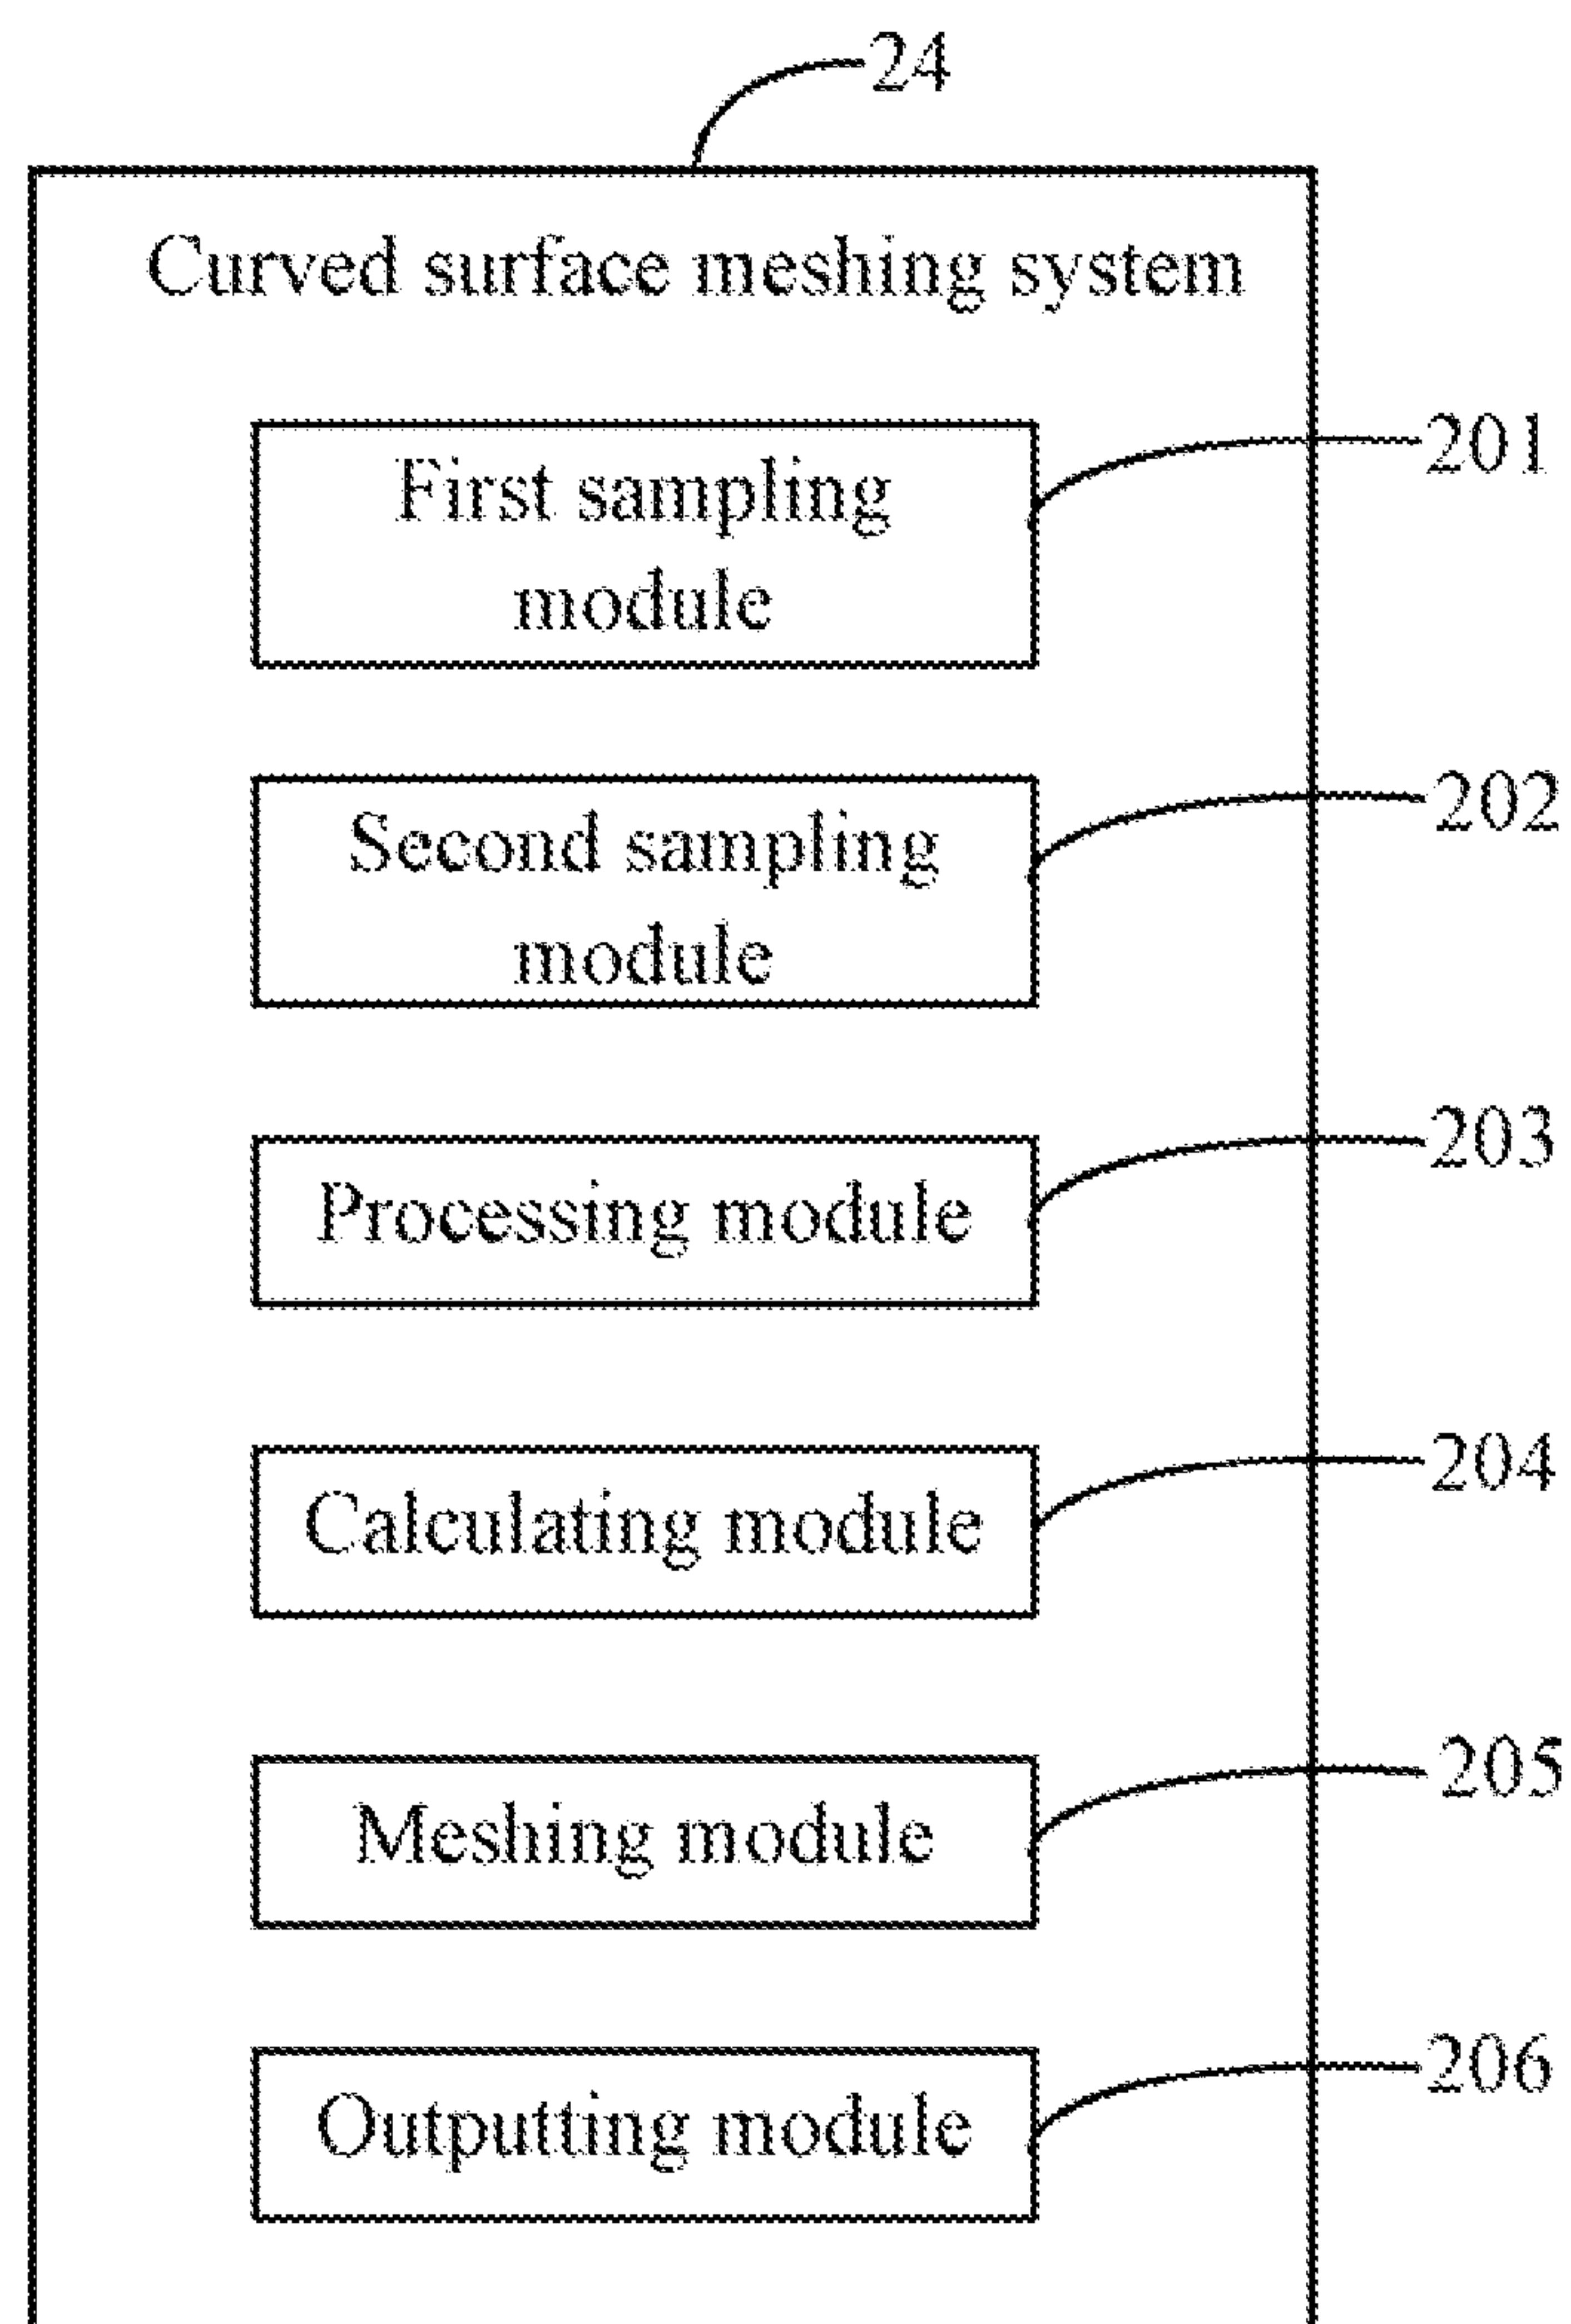 24
Curved surface meshing system
First sampling
module
201
Second sampling
module
202
Processing module
203
Calculating module
204
Meshing module
205
Outputting module
206